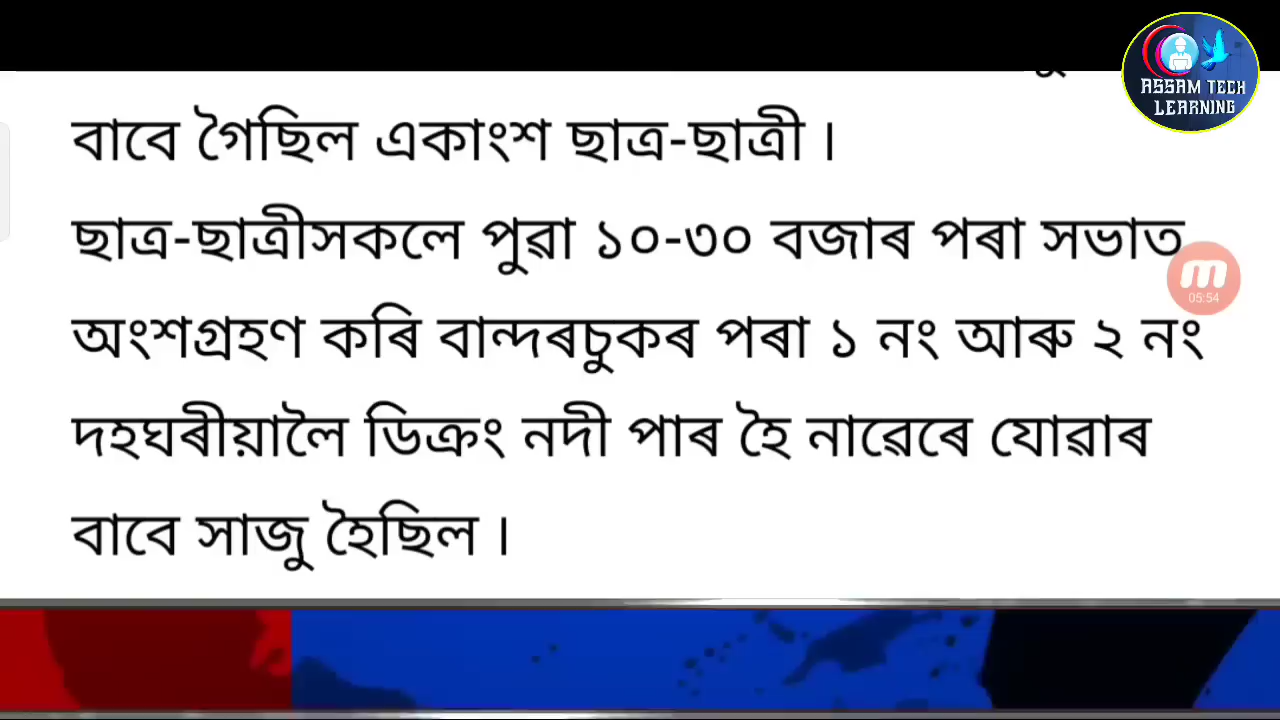 বাবে গৈছিল একাংশ ছাত্ৰ-ছাত্ৰী ।
ছাত্ৰ-ছাত্ৰীসকলে পুৱা ১০-৩০ বজাৰ পৰা সভাত
অংশগ্ৰহণ কৰি বান্দৰচুকৰ পৰা ১ নং আৰু ২ নং
দহঘৰীয়ালৈ ডিক্ৰং নদী পাৰ হৈ নাৱেৰে যোৱাৰ
বাবে সাজু হৈছিল ।
ASSAM TECH
LEARNING
05:54